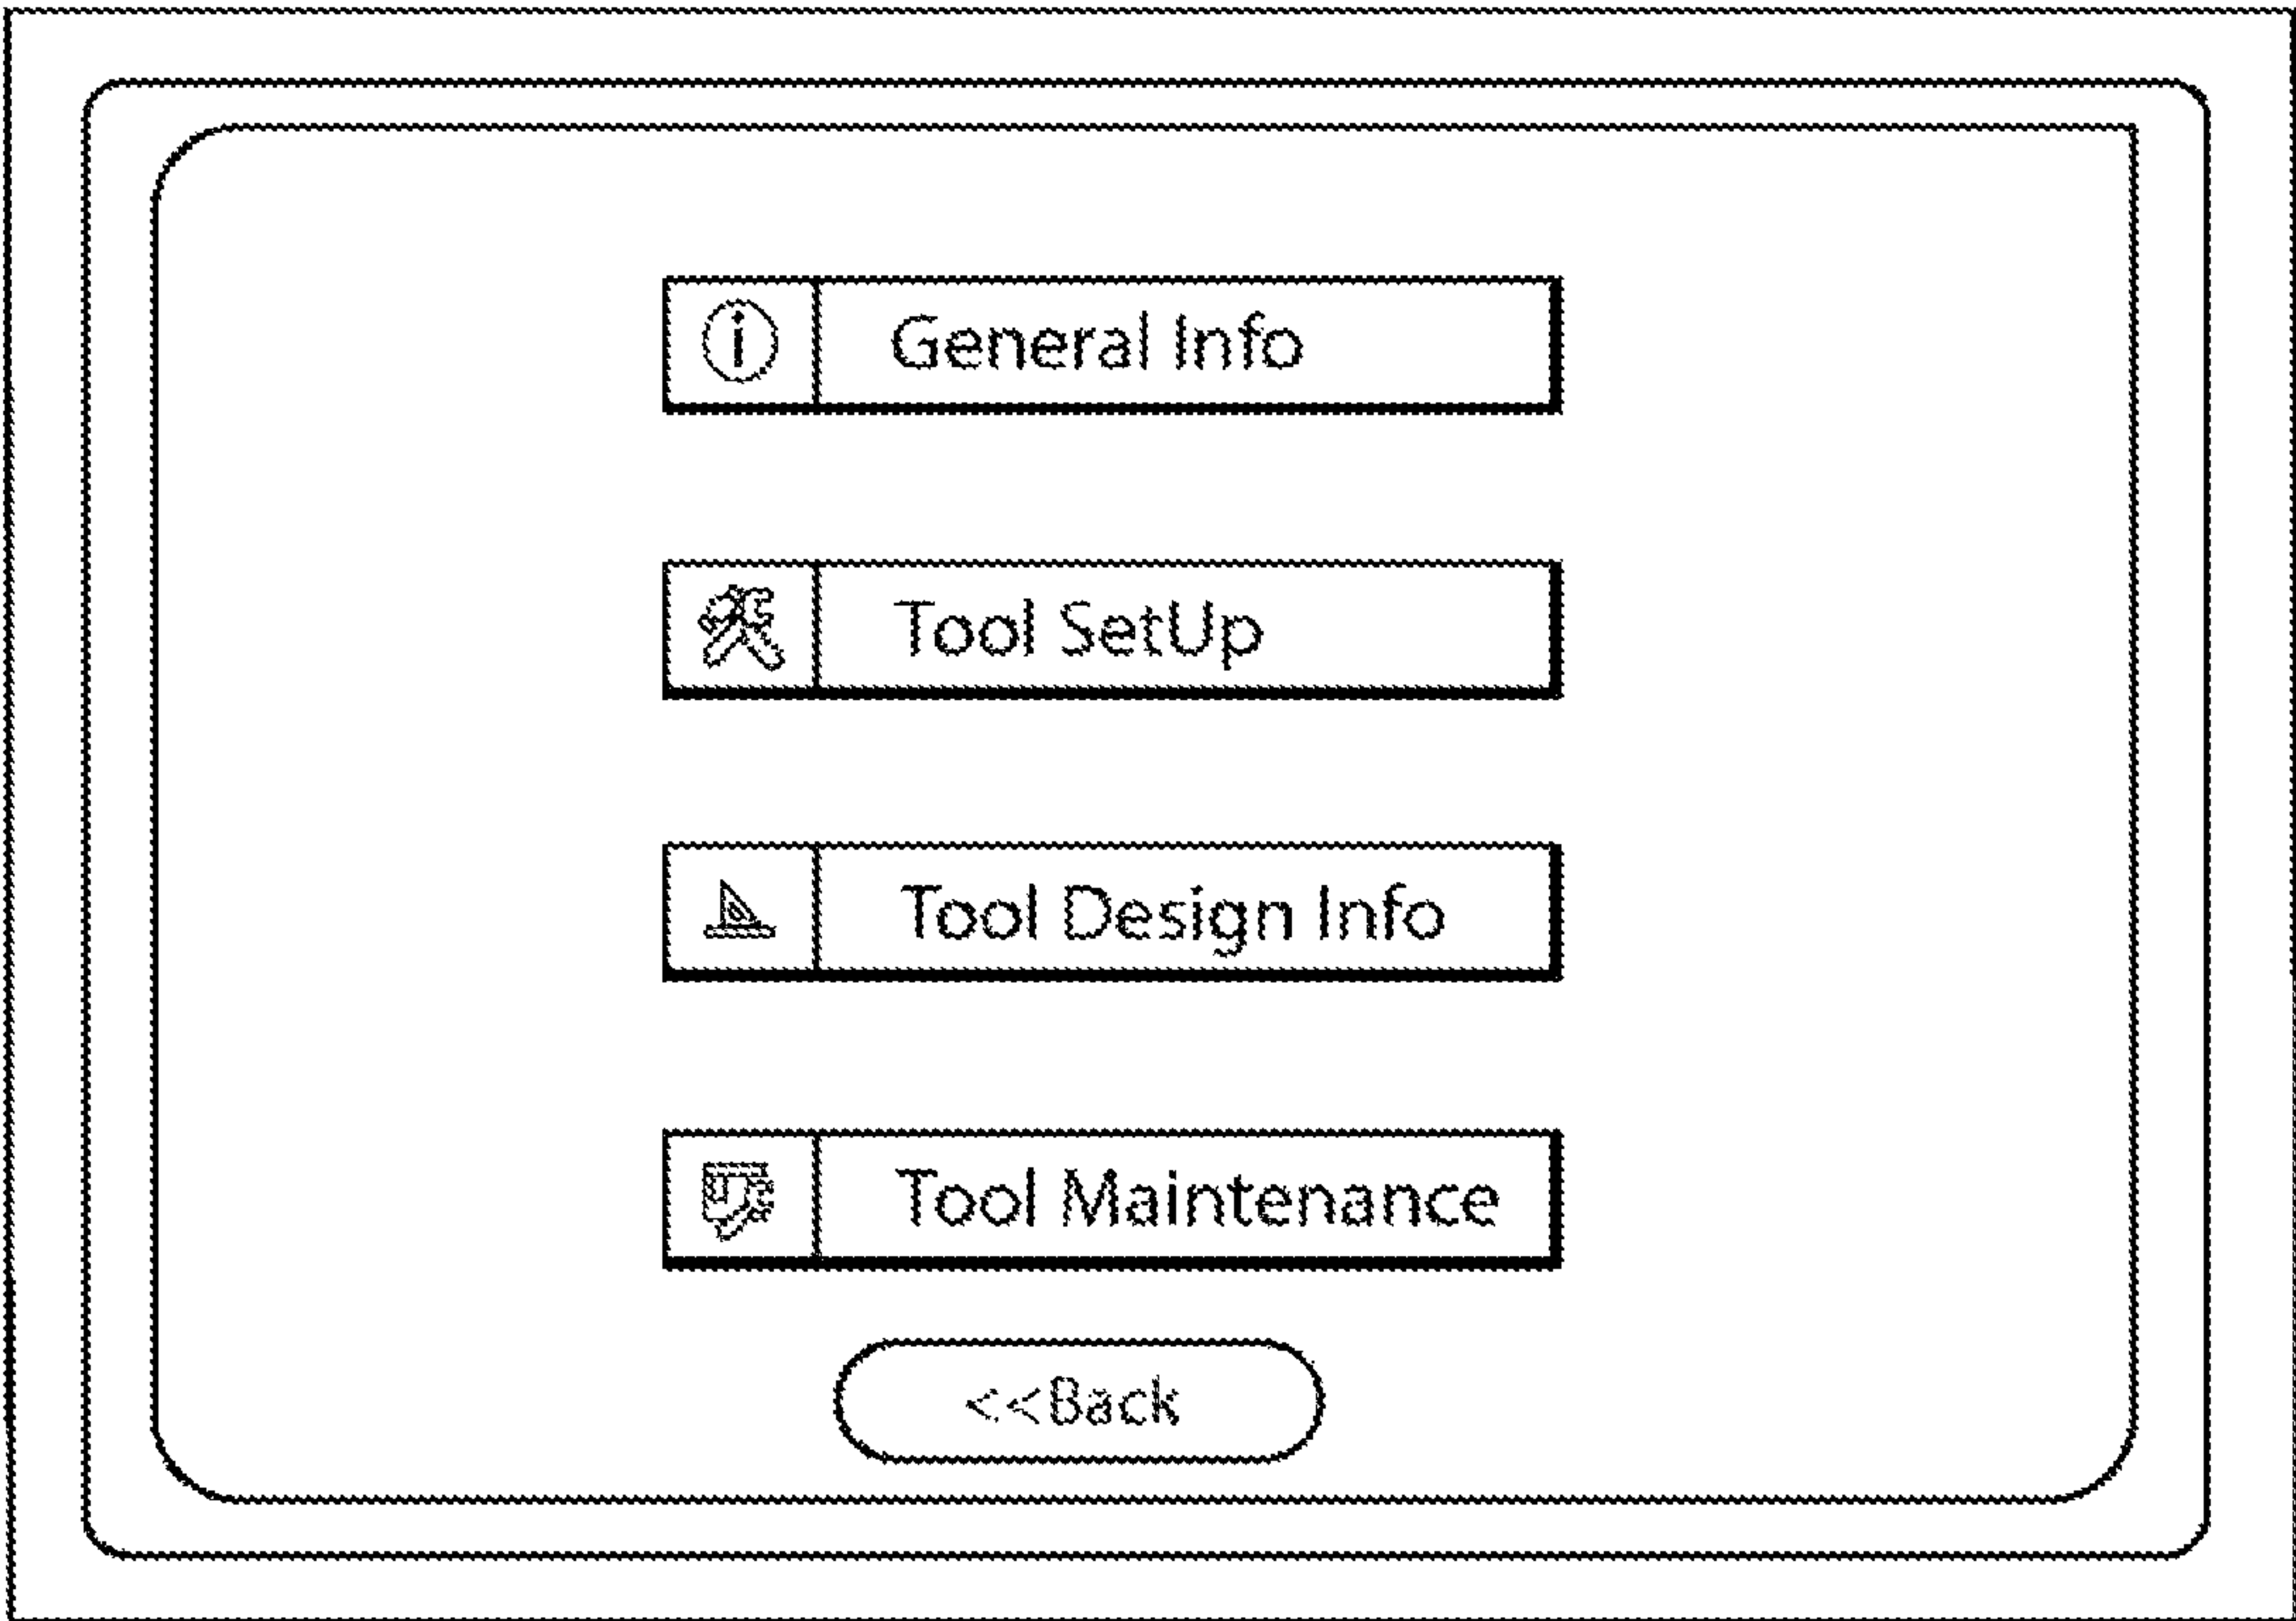 General Info
Tool SetUp
Tool Design Info
Tool Maintenance
<<Back